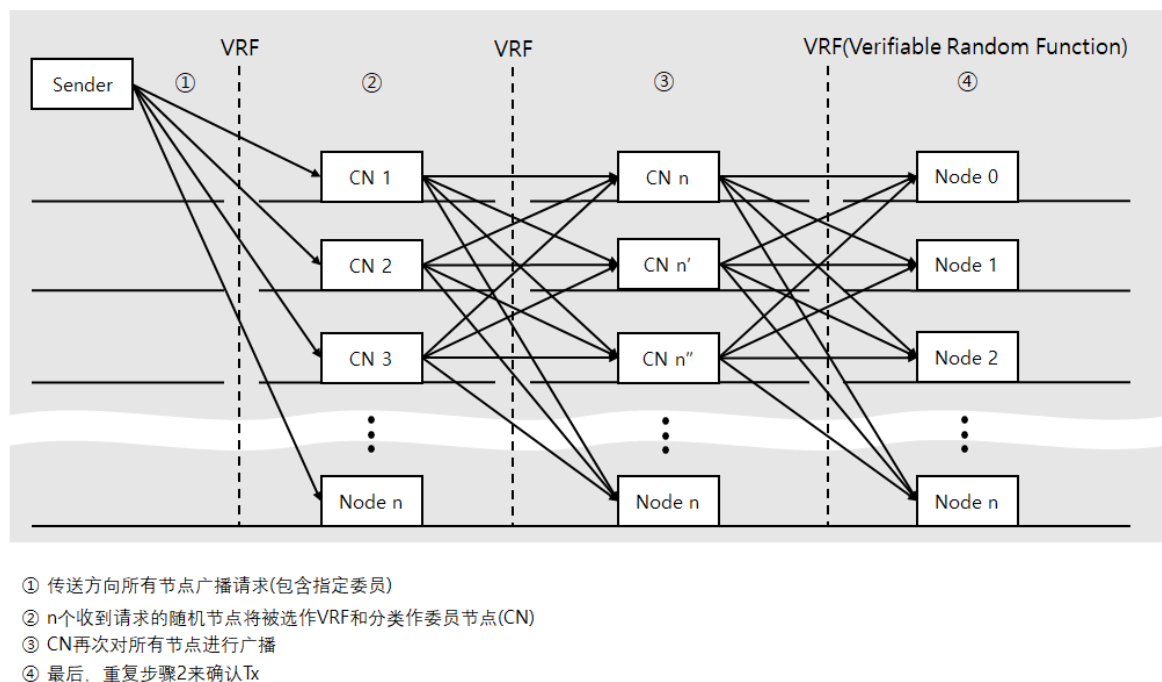 VRF VRF VRF(Verifiable Random Function)
Sender ① ② ③ ④
CN 1 CN n Node 0
CN 2 CN n' Node 1
CN 3 CN n" Node 2
Node n Node n Node n
① 传送方向所有节点广播请求(包含指定委员)
② n个收到请求的随机节点将被选作VRF和分类作委员节点(CN)
③ CN再次对所有节点进行广播
④ 最后, 重复步骤2来确认Tx